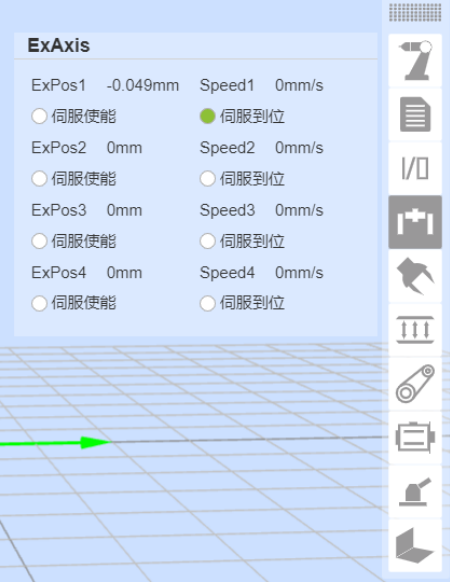 ExAxis
ExPos1 -0.049mm Speed1 0mm/s
伺服使能 伺服到位
ExPos2 0mm Speed2 0mm/s
伺服使能 伺服到位
ExPos3 0mm Speed3 0mm/s
伺服使能 伺服到位
ExPos4 0mm Speed4 0mm/s
伺服使能 伺服到位
I/O